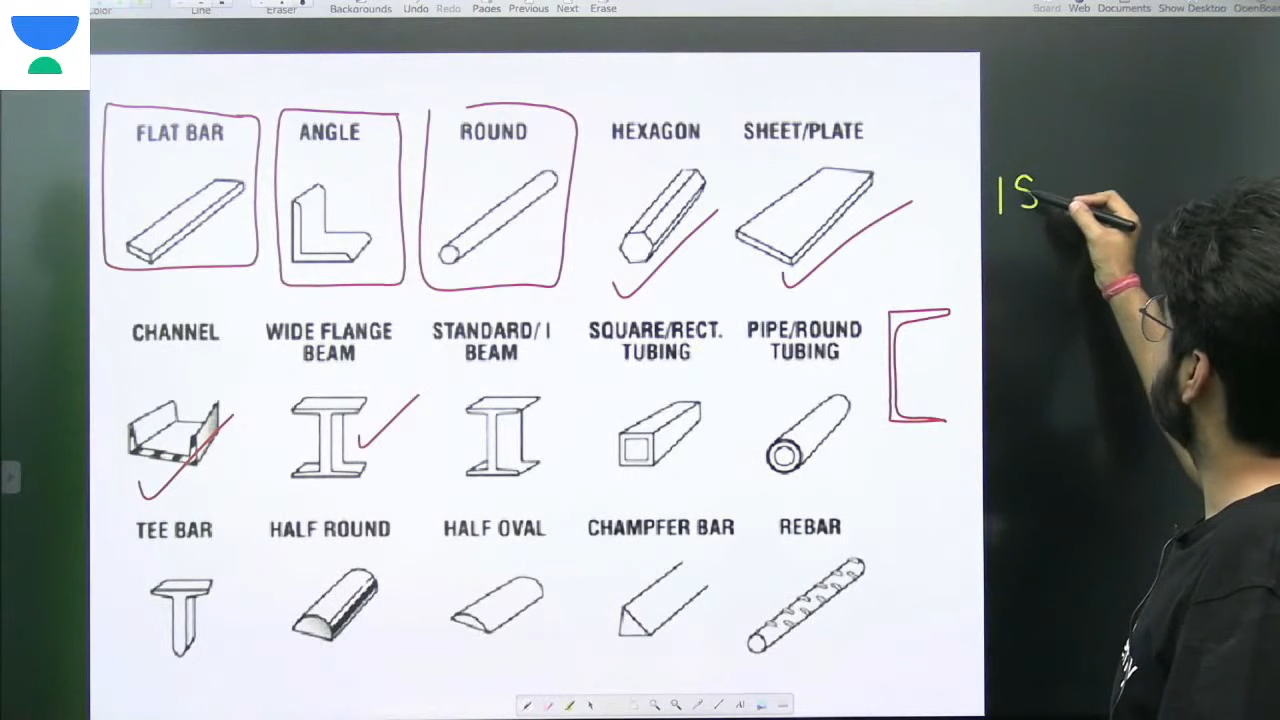 Color Line Eraser Backgrounds Undo Redo Pages Previous Next Erase Board Web Documents Show Desktop OpenBoard
FLAT BAR ANGLE ROUND HEXAGON SHEET/PLATE
IS
CHANNEL WIDE FLANGE BEAM STANDARD/ I BEAM SQUARE/RECT. TUBING PIPE/ROUND TUBING
TEE BAR HALF ROUND HALF OVAL CHAMPFER BAR REBAR